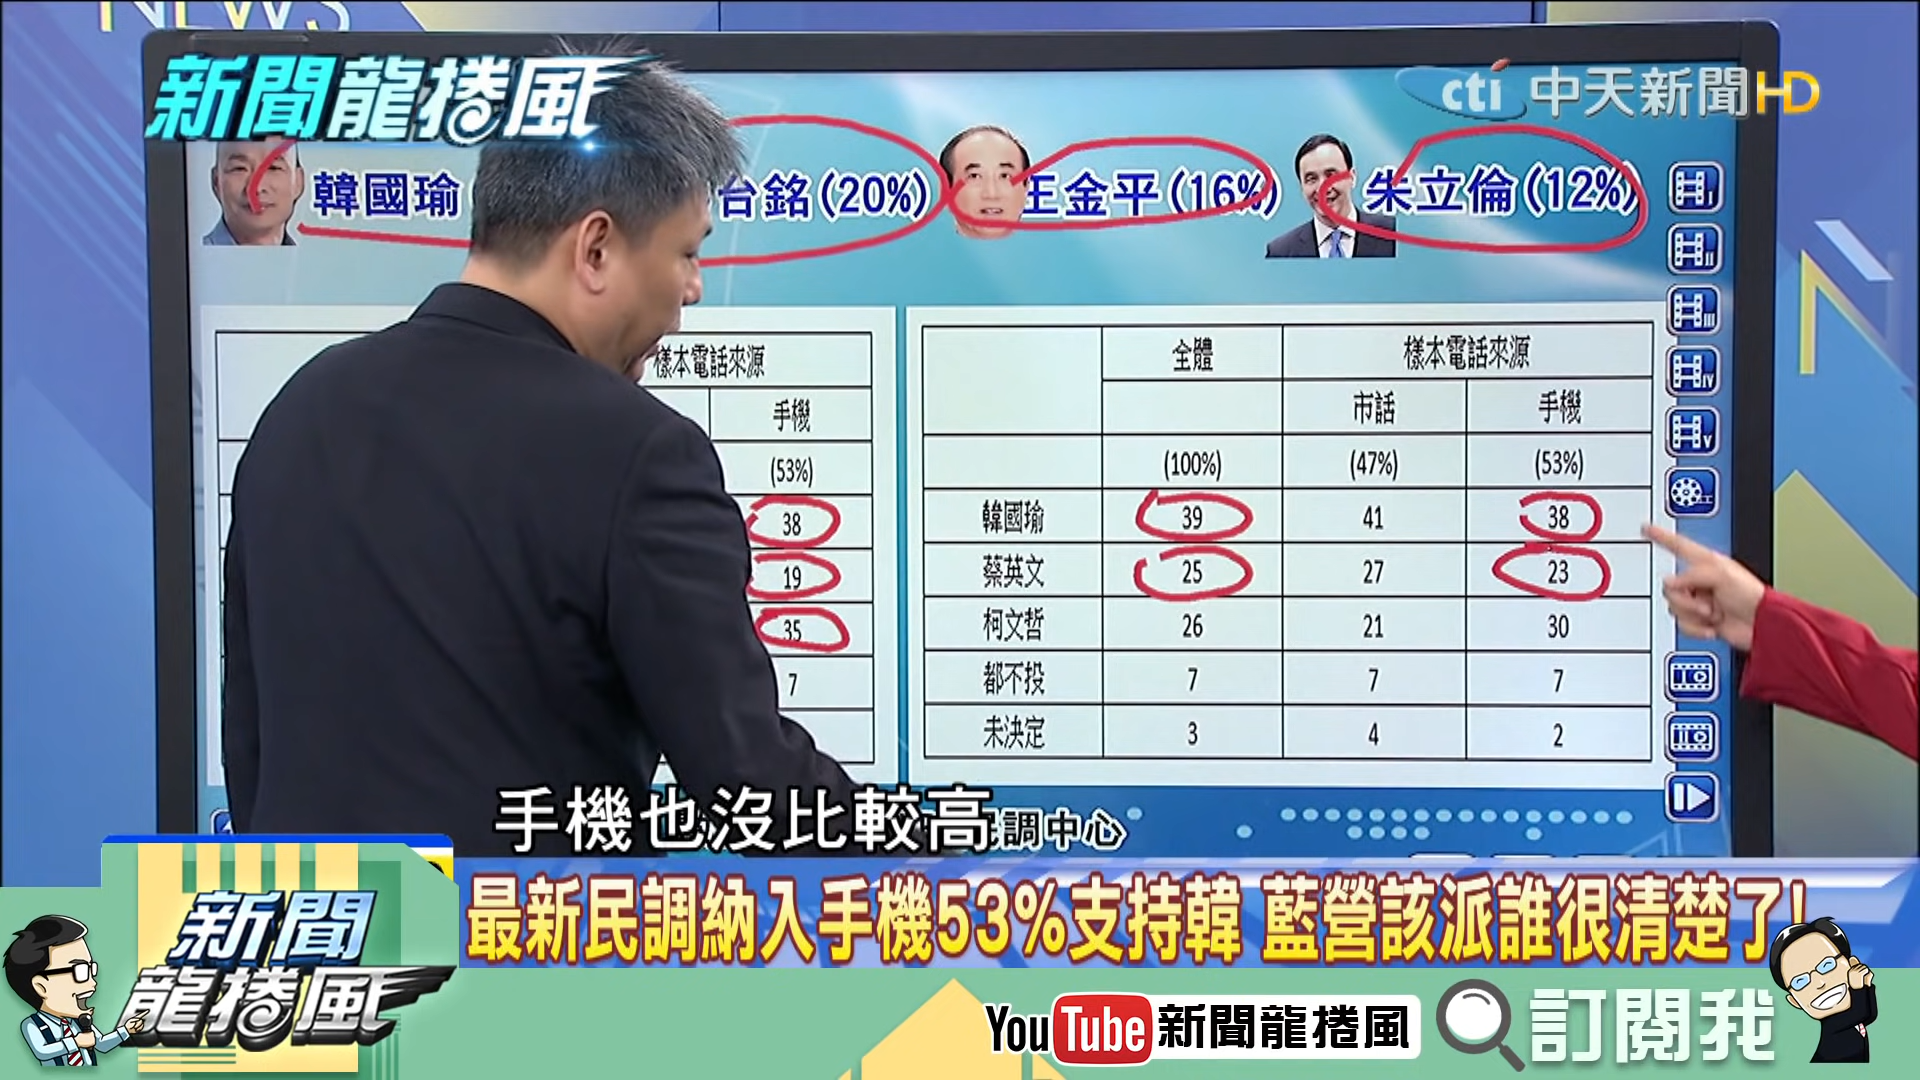 NEWS
新聞龍捲風
cti 中天新聞HD
韓國瑜
台銘(20%)
王金平(16%)
朱立倫(12%)
樣本電話來源
手機
(53%)
38
19
35
7
全體 樣本電話來源
市話 手機
(100%) (47%) (53%)
韓國瑜 39 41 38
蔡英文 25 27 23
柯文哲 26 21 30
都不投 7 7 7
未決定 3 4 2
I
II
III
IV
V
手機也沒比較高
民調中心
最新民調納入手機53%支持韓 藍營該派誰很清楚了!
新聞
龍捲風
YouTube 新聞龍捲風
訂閱我